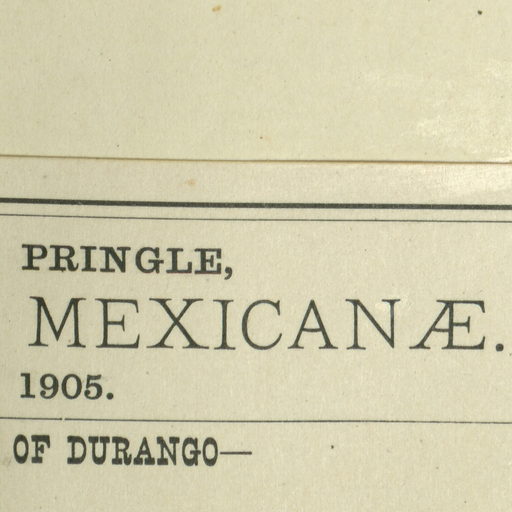 PRINGLE,
MEXICANÆ.
1905.
OF DURANGO—